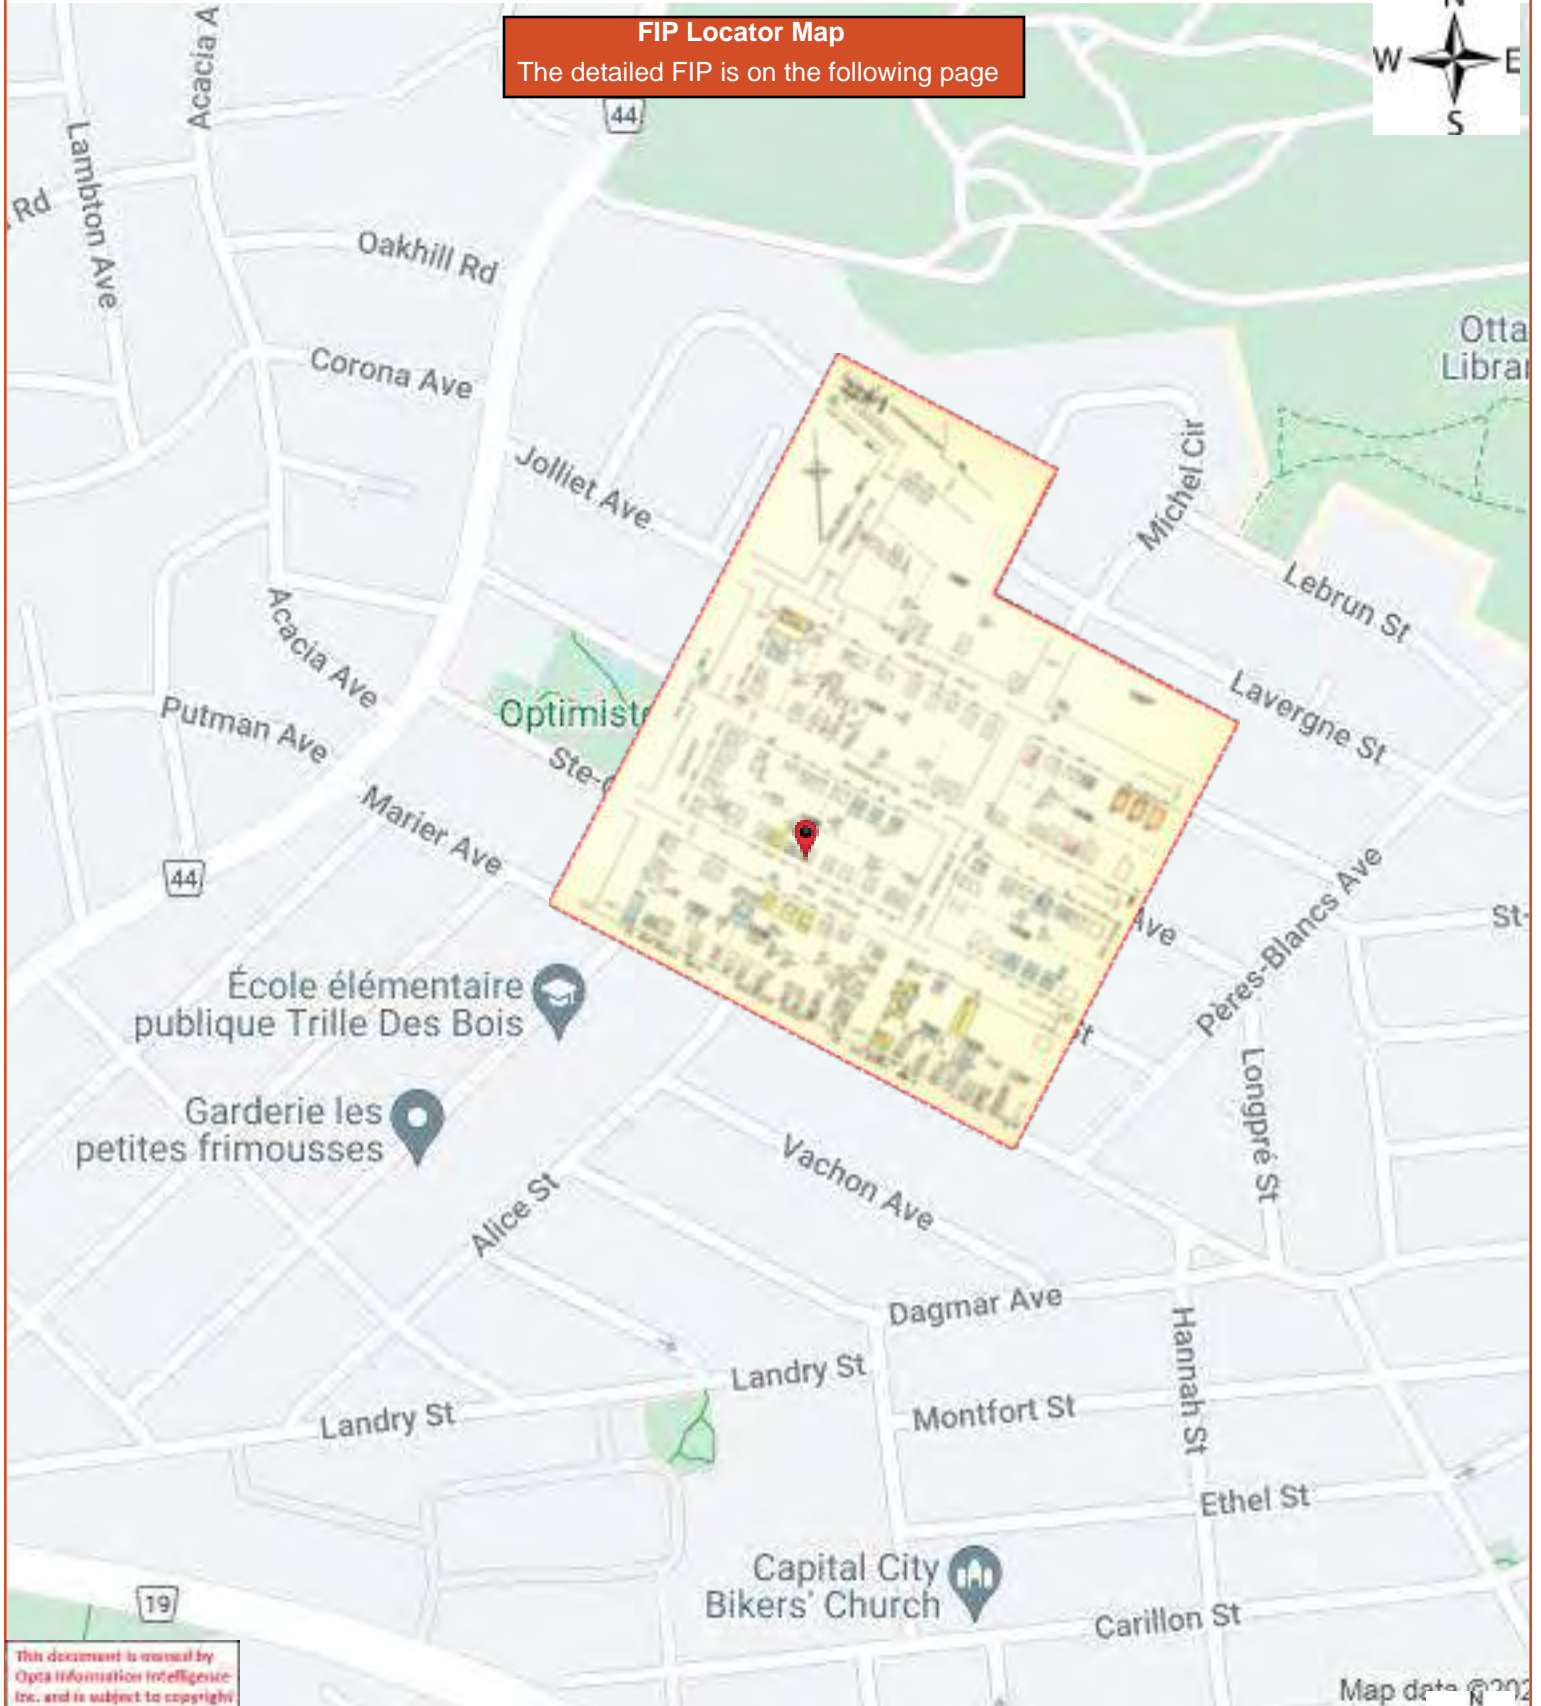 N
FIP Locator Map
The detailed FIP is on the following page
W
E
S
Acacia A
44
Lambton Ave
Rd
Oakhill Rd
Otta
Librar
Corona Ave
Michel Cir
Jolliet Ave
Lebrun St
Acacia Ave
Lavergne St
Putman Ave
Optimist
Ste-
Marier Ave
44
Pères-Blancs Ave
Ave
St-
École élémentaire
publique Trille Des Bois
t
Longpré St
Garderie les
petites frimousses
Vachon Ave
Alice St
Dagmar Ave
Hannah St
Landry St
Landry St
Montfort St
Ethel St
Capital City
Bikers' Church
19
Carillon St
This document is owned by
Opta Information Intelligence
Inc. and is subject to copyright
Map data ©202
N